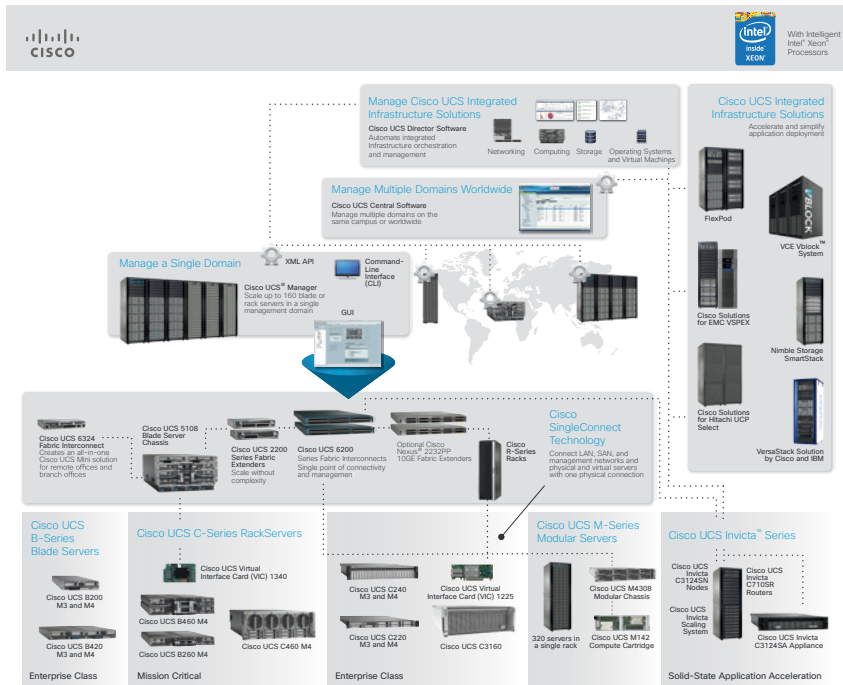 CISCO
intel
inside
XEON
With Intelligent
Intel® Xeon®
Processors
Manage Cisco UCS Integrated
Infrastructure Solutions
Cisco UCS Director Software
Automate integrated
Infrastructure orchestration
and management
Networking
Computing
Storage
Operating Systems
and Virtual Machines
Cisco UCS Integrated
Infrastructure Solutions
Accelerate and simplify
application deployment
FlexPod
VBLOCK
VCE Vblock™
System
Cisco Solutions
for EMC VSPEX
Nimble Storage
SmartStack
Cisco Solutions
for Hitachi UCP
Select
VersaStack Solution
by Cisco and IBM
Manage Multiple Domains Worldwide
Cisco UCS Central Software
Manage multiple domains on the
same campus or worldwide
Manage a Single Domain
XML API
Command-
Line
Interface
(CLI)
Cisco UCS® Manager
Scale up to 160 blade or
rack servers in a single
management domain
GUI
Cisco UCS 6324
Fabric Interconnect
Creates an all-in-one
Cisco UCS Mini solution
for remote offices and
branch offices
Cisco UCS 5108
Blade Server
Chassis
Cisco UCS 2200
Series Fabric
Extenders
Scale without
complexity
Cisco UCS 6200
Series Fabric Interconnects
Single point of connectivity
and managemen
Optional Cisco
Nexus® 2232PP
10GE Fabric Extenders
Cisco
R-Series
Racks
Cisco
SingleConnect
Technology
Connect LAN, SAN, and
management networks and
physical and virtual servers
with one physical connection
Cisco UCS
B-Series
Blade Servers
Cisco UCS B200
M3 and M4
Cisco UCS B420
M3 and M4
Enterprise Class
Cisco UCS C-Series RackServers
Cisco UCS Virtual
Interface Card (VIC) 1340
Cisco UCS B460 M4
Cisco UCS B260 M4
Cisco UCS C460 M4
Mission Critical
Cisco UCS C240
M3 and M4
Cisco UCS Virtual
Interface Card (VIC) 1225
Cisco UCS C220
M3 and M4
Cisco UCS C3160
Enterprise Class
Cisco UCS M-Series
Modular Servers
Cisco UCS M4308
Modular Chassis
320 servers in
a single rack
Cisco UCS M142
Compute Cartridge
Cisco UCS Invicta™ Series
Cisco UCS
Invicta
C3124SN
Nodes
Cisco UCS
Invicta
C710SR
Routers
Cisco UCS
Invicta
Scaling
System
Cisco UCS Invicta
C3124SA Appliance
Solid-State Application Acceleration